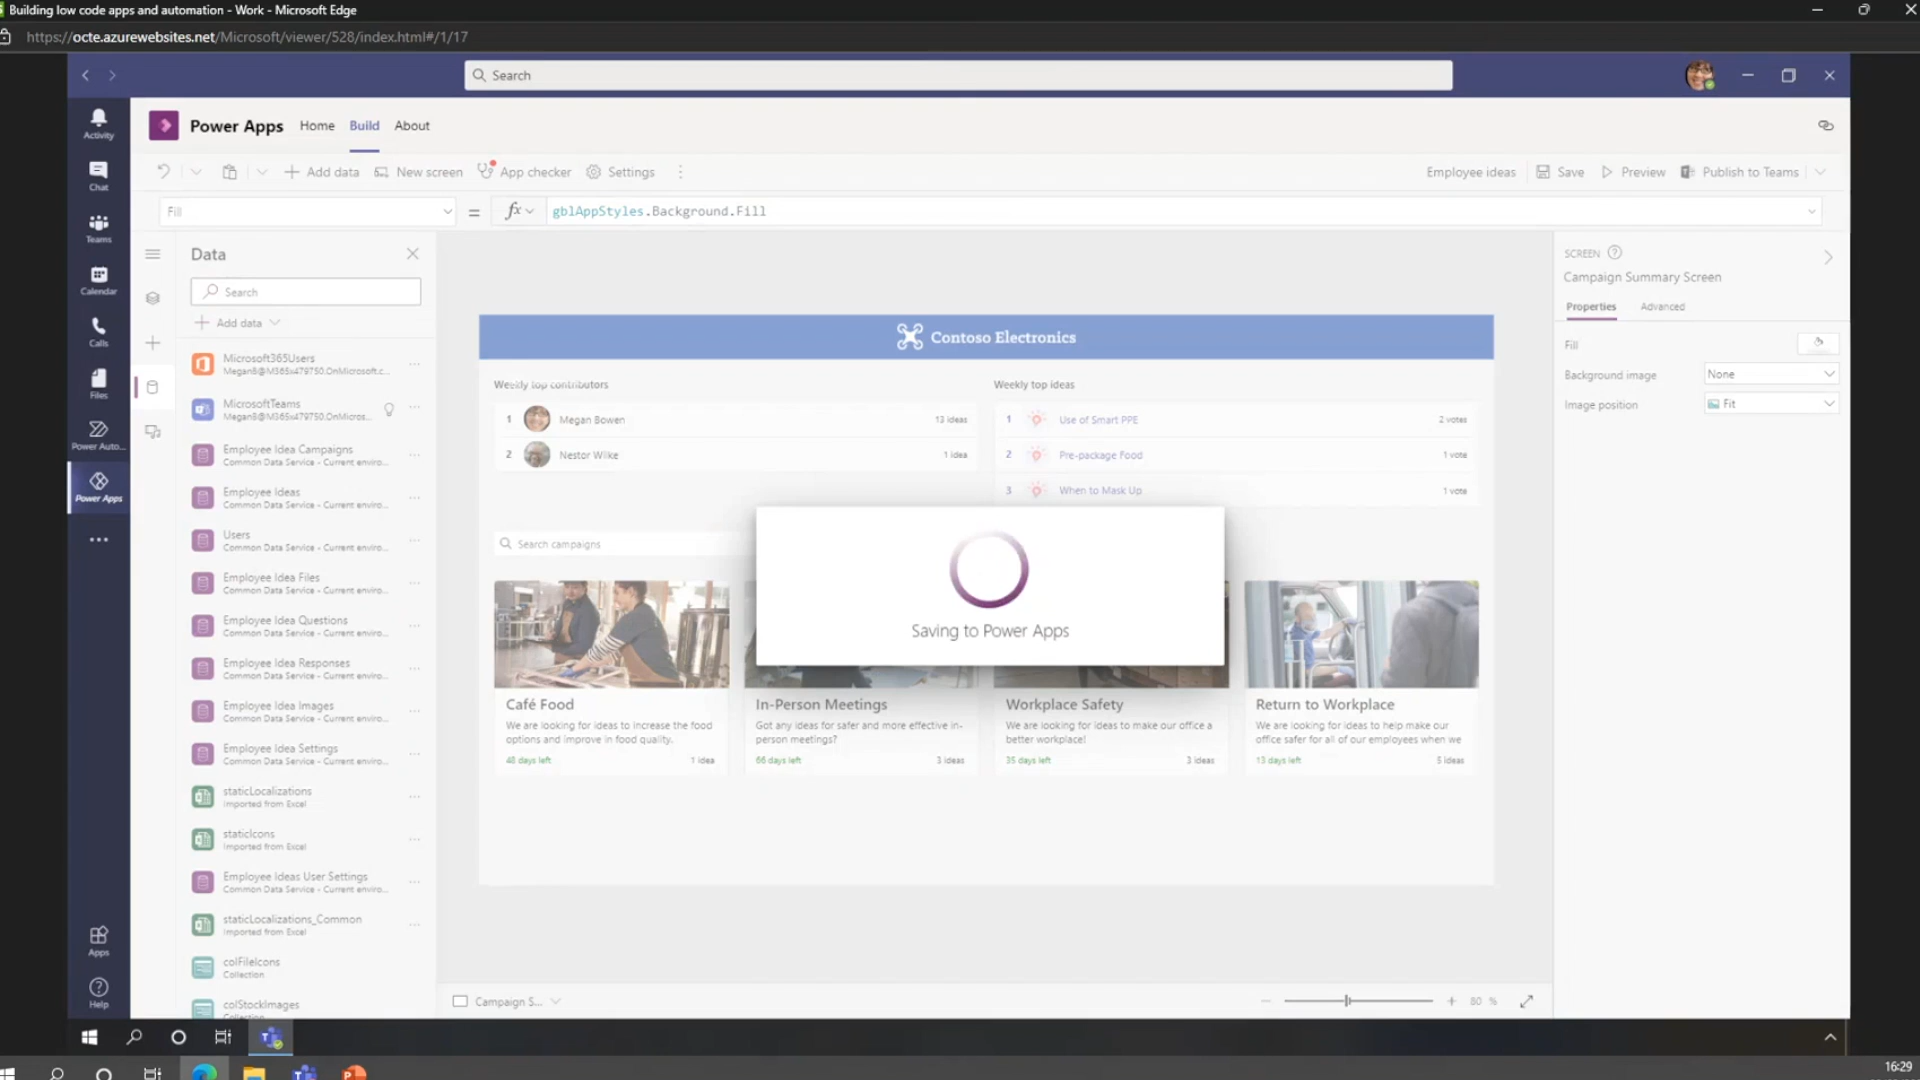 Building low code apps and automation - Work - Microsoft Edge
https://octe.azurewebsites.net/Microsoft/viewer/528/index.html#/1/17
Search
Activity
Chat
Teams
Calendar
Calls
Files
Power Auto...
Power Apps
Apps
Help
Power Apps Home Build About
Add data New screen App checker Settings Employee ideas Save Preview Publish to Teams
Fill = fx gblAppStyles.Background.Fill
Data
Search
Add data
Microsoft365Users
MeganB@M365x479750.OnMicrosoft.c...
MicrosoftTeams
MeganB@M365x479750.OnMicros...
Employee Idea Campaigns
Common Data Service - Current enviro...
Employee Ideas
Common Data Service - Current enviro...
Users
Common Data Service - Current enviro...
Employee Idea Files
Common Data Service - Current enviro...
Employee Idea Questions
Common Data Service - Current enviro...
Employee Idea Responses
Common Data Service - Current enviro...
Employee Idea Images
Common Data Service - Current enviro...
Employee Idea Settings
Common Data Service - Current enviro...
staticLocalizations
Imported from Excel
staticIcons
Imported from Excel
Employee Ideas User Settings
Common Data Service - Current enviro...
staticLocalizations_Common
Imported from Excel
colFileIcons
Collection
colStockImages
Collection
Contoso Electronics
Weekly top contributors
1 Megan Bowen 13 ideas
2 Nestor Wilke 1 idea
Weekly top ideas
1 Use of Smart PPE 2 votes
2 Pre-package Food 1 vote
3 When to Mask Up 1 vote
Search campaigns
Saving to Power Apps
Café Food
We are looking for ideas to increase the food
options and improve in food quality.
48 days left 1 idea
In-Person Meetings
Got any ideas for safer and more effective in-
person meetings?
66 days left 3 ideas
Workplace Safety
We are looking for ideas to make our office a
better workplace!
35 days left 3 ideas
Return to Workplace
We are looking for ideas to help make our
office safer for all of our employees when we
13 days left 5 ideas
Campaign S...
80 %
SCREEN
Campaign Summary Screen
Properties Advanced
Fill
Background image None
Image position Fit
16:29